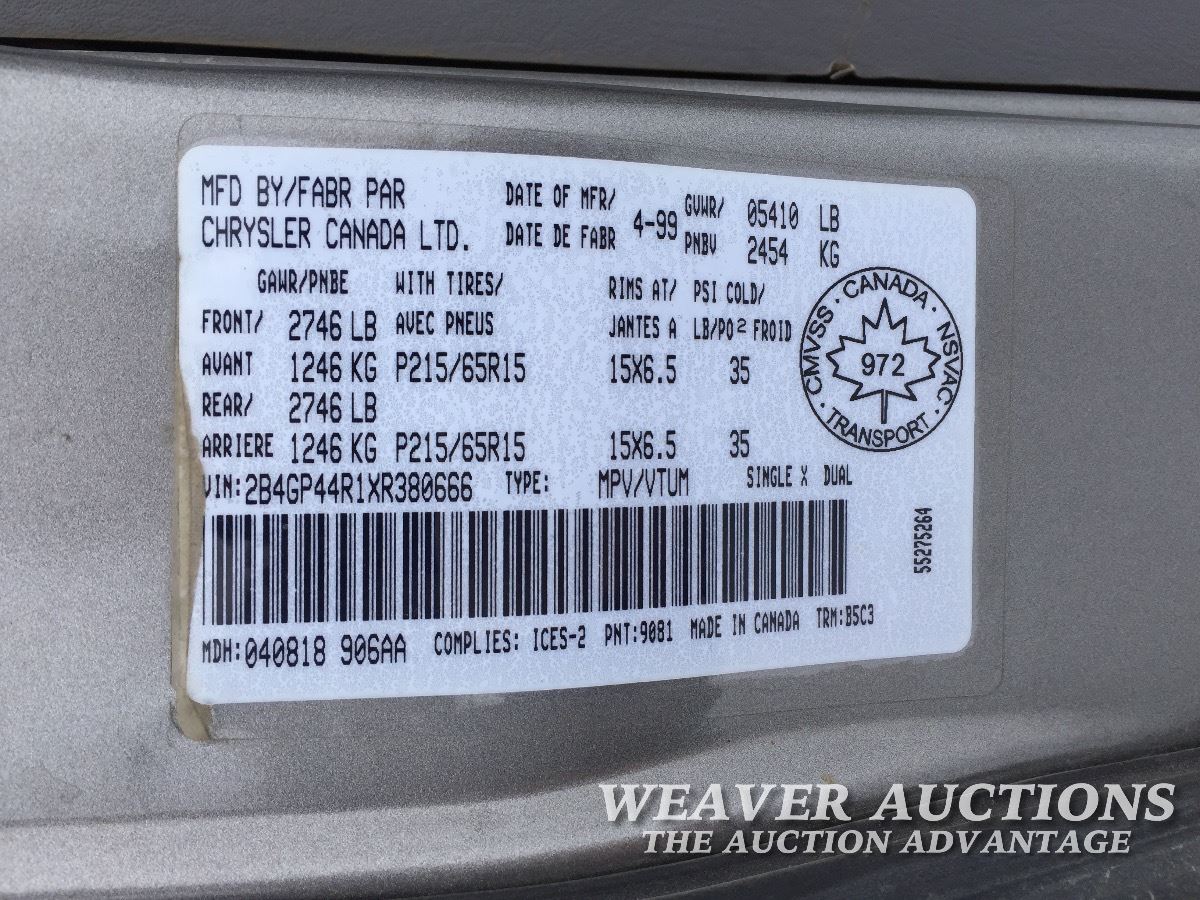 MFD BY/FABR PAR DATE OF MFR/ GVWR/ 05410 LB
CHRYSLER CANADA LTD. DATE DE FABR 4-99 PNBV 2454 KG
GAWR/PNBE WITH TIRES/ RIMS AT/ PSI COLD/
FRONT/ 2746 LB AVEC PNEUS JANTES A LB/PO² FROID
AVANT 1246 KG P215/65R15 15X6.5 35
REAR/ 2746 LB
ARRIERE 1246 KG P215/65R15 15X6.5 35
CMVSS · CANADA · NSVAC · TRANSPORT ·
972
VIN:2B4GP44R1XR380666 TYPE: MPV/VTUM SINGLE X DUAL
55275264
MDH:040818 906AA COMPLIES: ICES-2 PNT:9081 MADE IN CANADA TRM:B5C3
WEAVER AUCTIONS
THE AUCTION ADVANTAGE